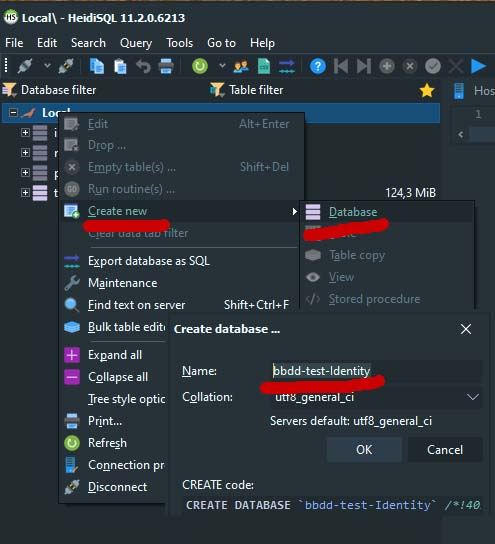 HS Local\ - HeidiSQL 11.2.0.6213
File Edit Search Query Tools Go to Help
Database filter Table filter
Local
Hos
1
i
r
p
t 124,3 MiB
Edit Alt+Enter
Drop ...
Empty table(s) ... Shift+Del
Run routine(s) ...
Create new
Clear data tab filter
Export database as SQL
Maintenance
Find text on server Shift+Ctrl+F
Bulk table edit
Expand all
Collapse all
Tree style optio
Print...
Refresh
Connection pr
Disconnect
Database
Table copy
View
Stored procedure
Create database ...
Name: bbdd-test-Identity
Collation: utf8_general_ci
Servers default: utf8_general_ci
OK Cancel
CREATE code:
CREATE DATABASE `bbdd-test-Identity` /*!40